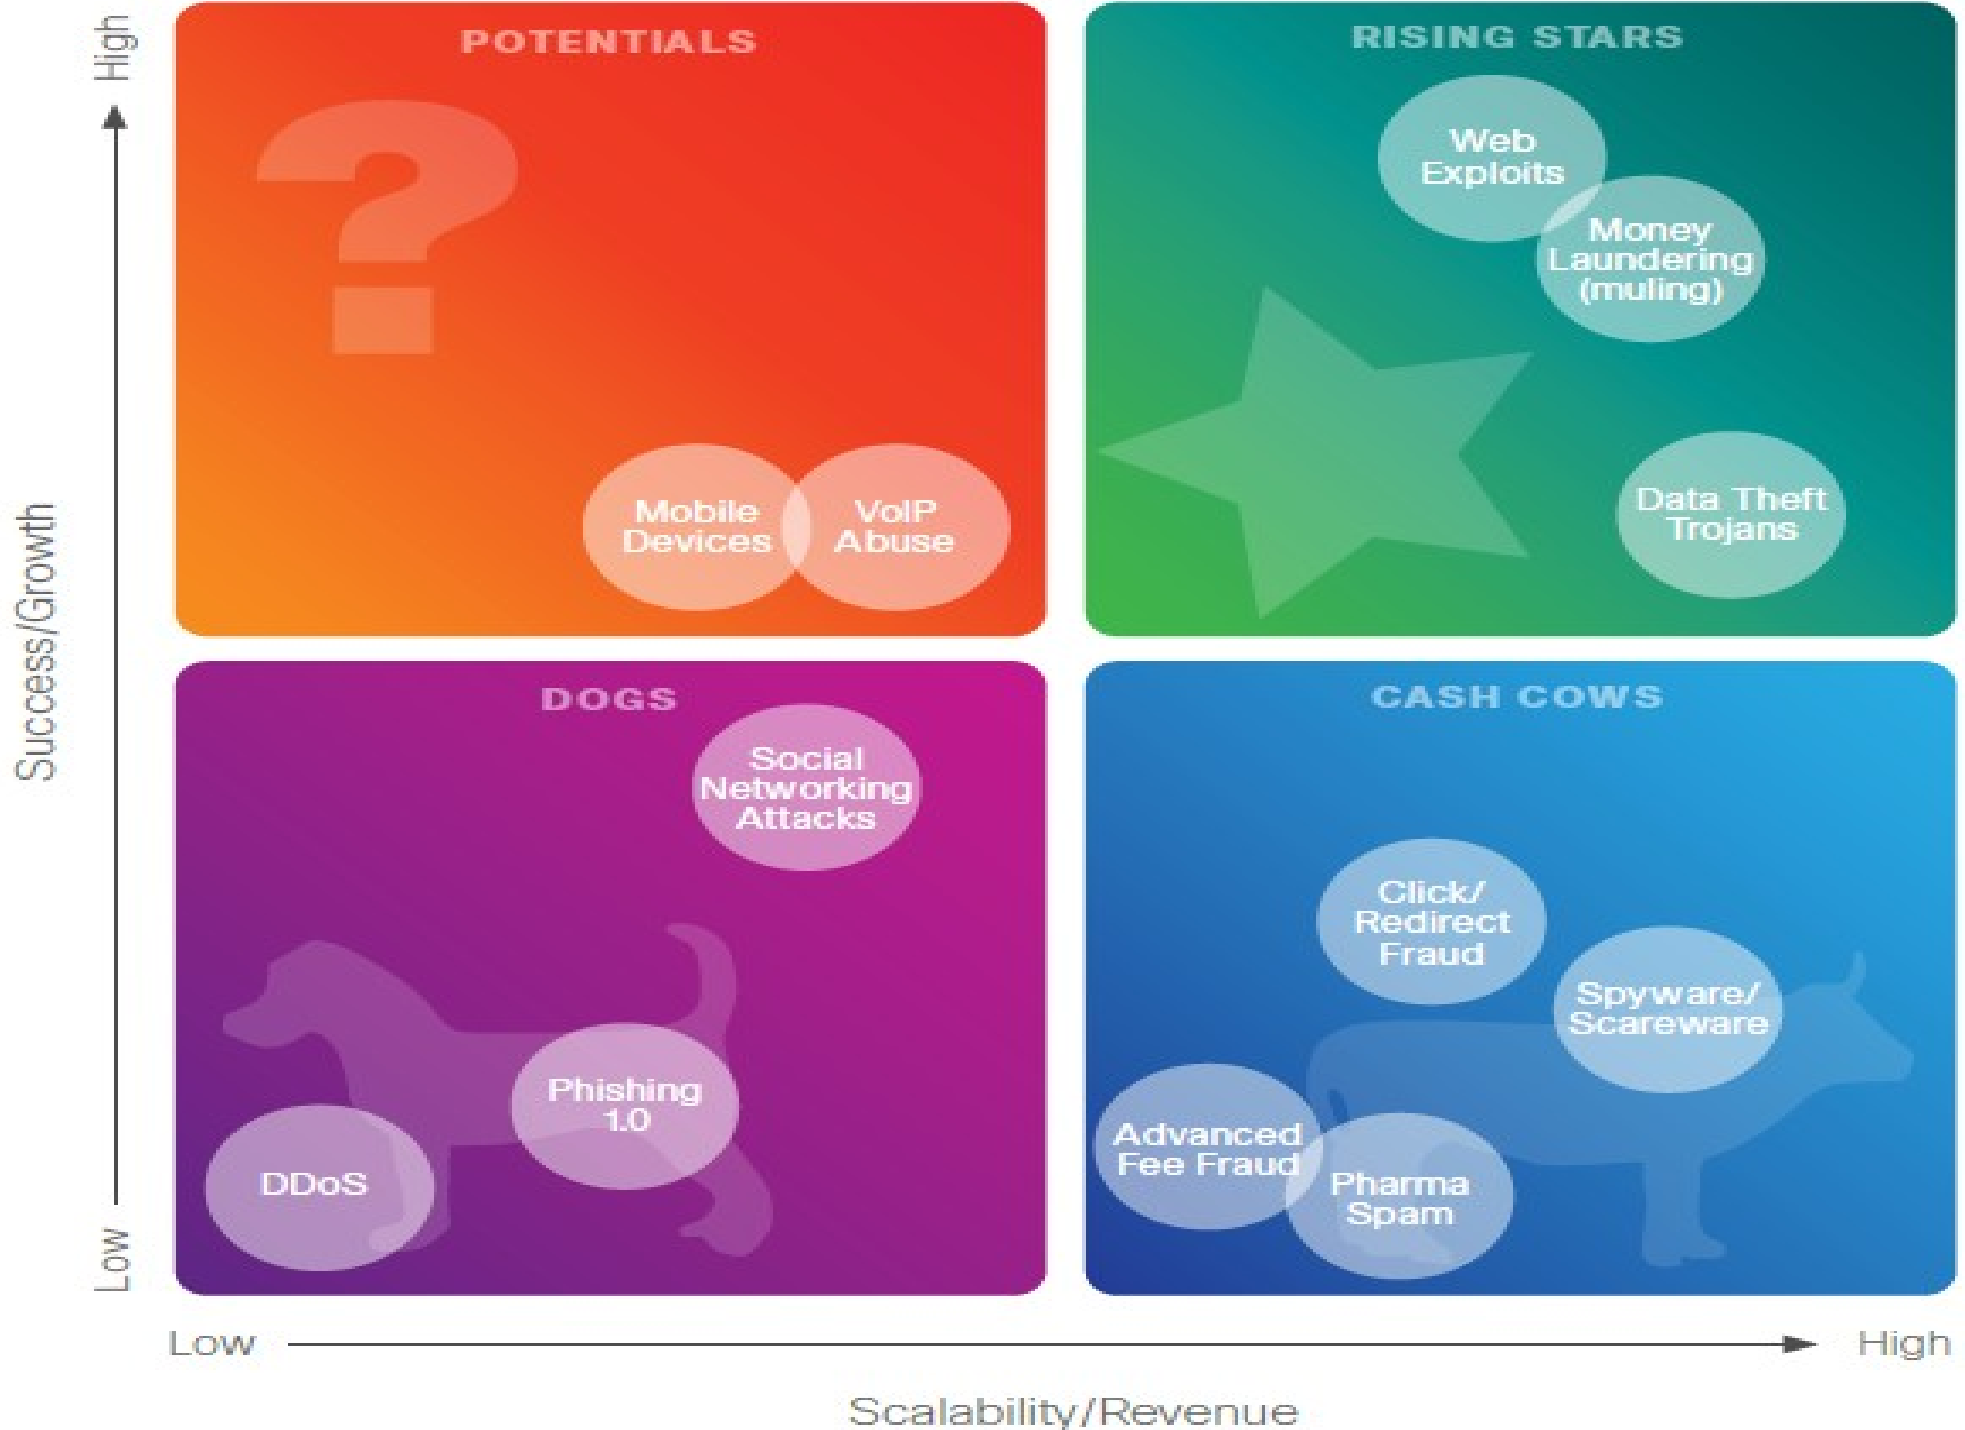 High
POTENTIALS
RISING STARS
Web
Exploits
Money
Laundering
(muling)
Mobile
Devices
VoIP
Abuse
Data Theft
Trojans
Success/Growth
DOGS
CASH COWS
Social
Networking
Attacks
Click/
Redirect
Fraud
Spyware/
Scareware
Phishing
1.0
Advanced
Fee Fraud
DDoS
Pharma
Spam
Low
Low
High
Scalability/Revenue